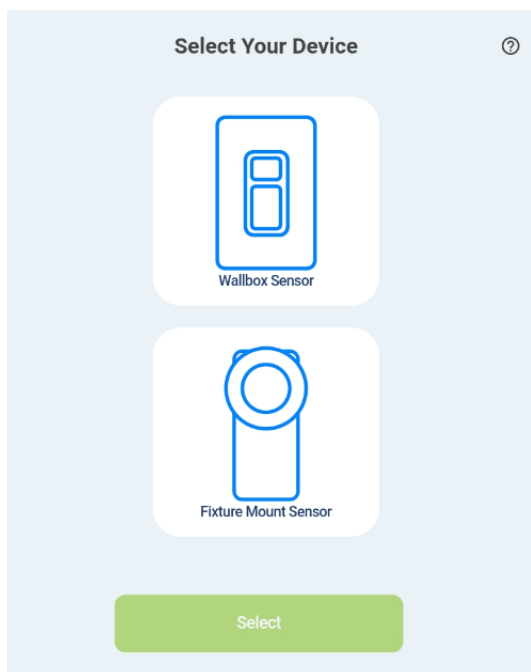 Select Your Device
Wallbox Sensor
Fixture Mount Sensor
Select